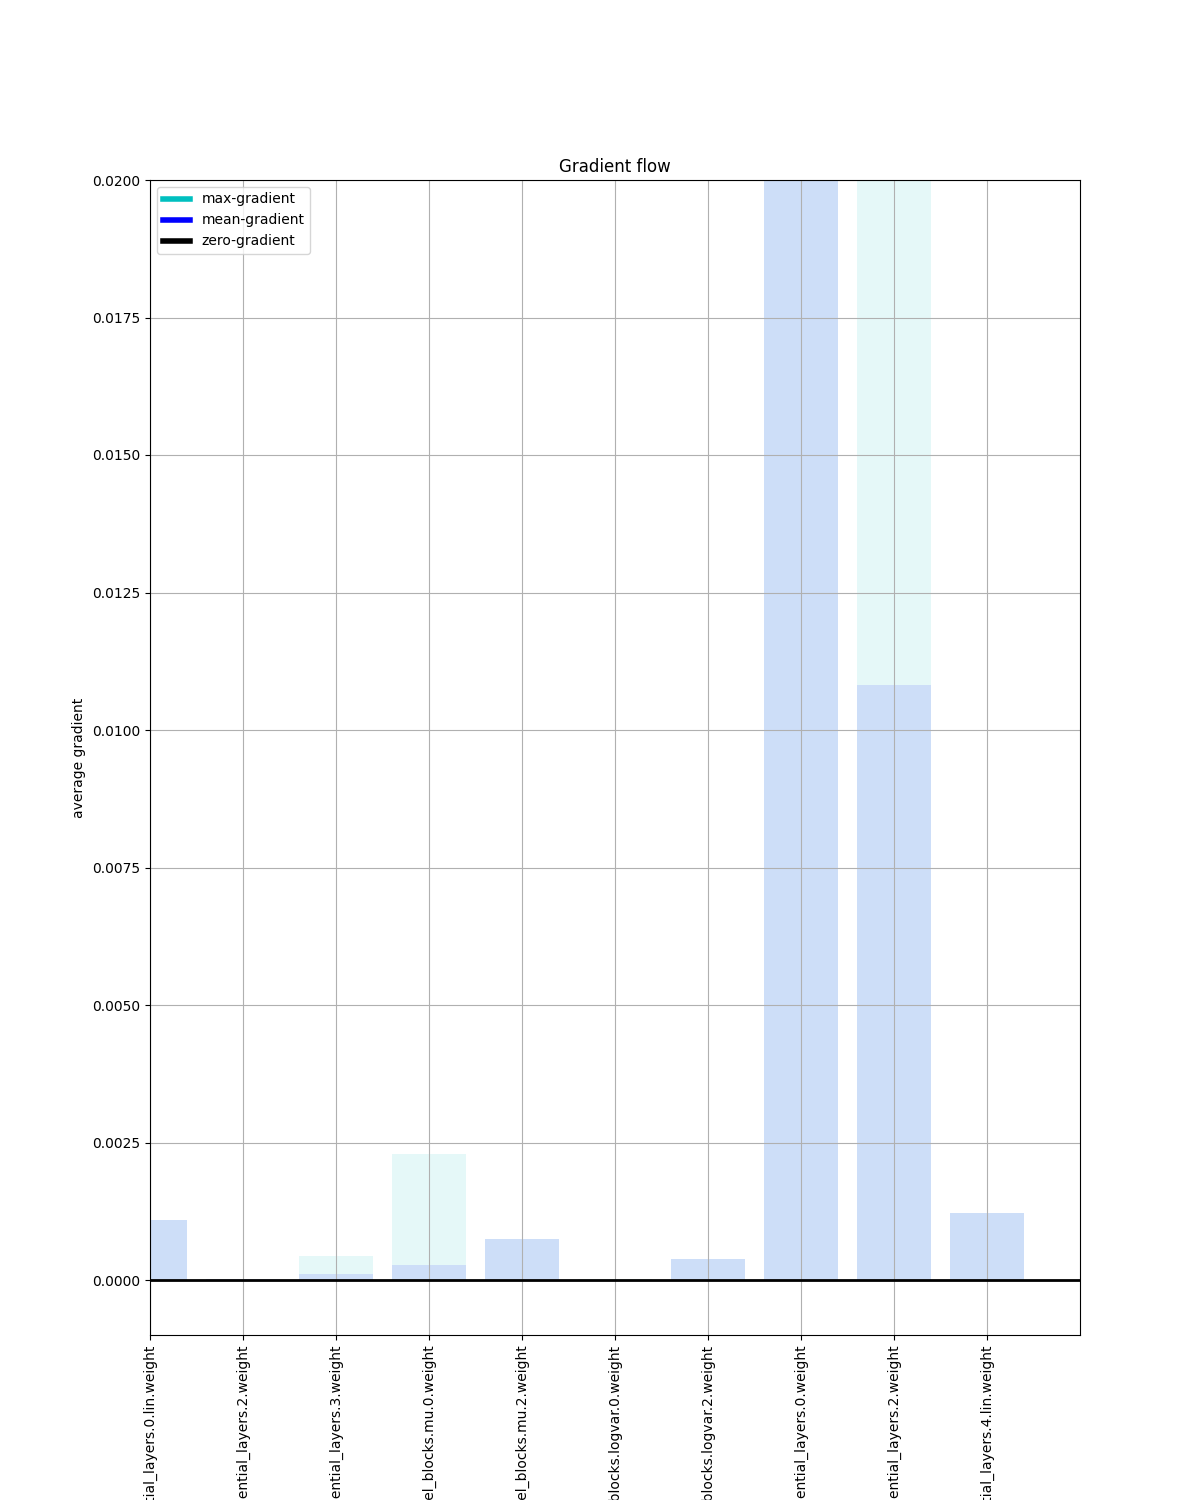 Gradient flow
max-gradient
mean-gradient
zero-gradient
0.0200
0.0175
0.0150
0.0125
0.0100
0.0075
0.0050
0.0025
0.0000
average gradient
tial_layers.0.lin.weight
ential_layers.2.weight
ential_layers.3.weight
el_blocks.mu.0.weight
el_blocks.mu.2.weight
blocks.logvar.0.weight
blocks.logvar.2.weight
ential_layers.0.weight
ential_layers.2.weight
tial_layers.4.lin.weight